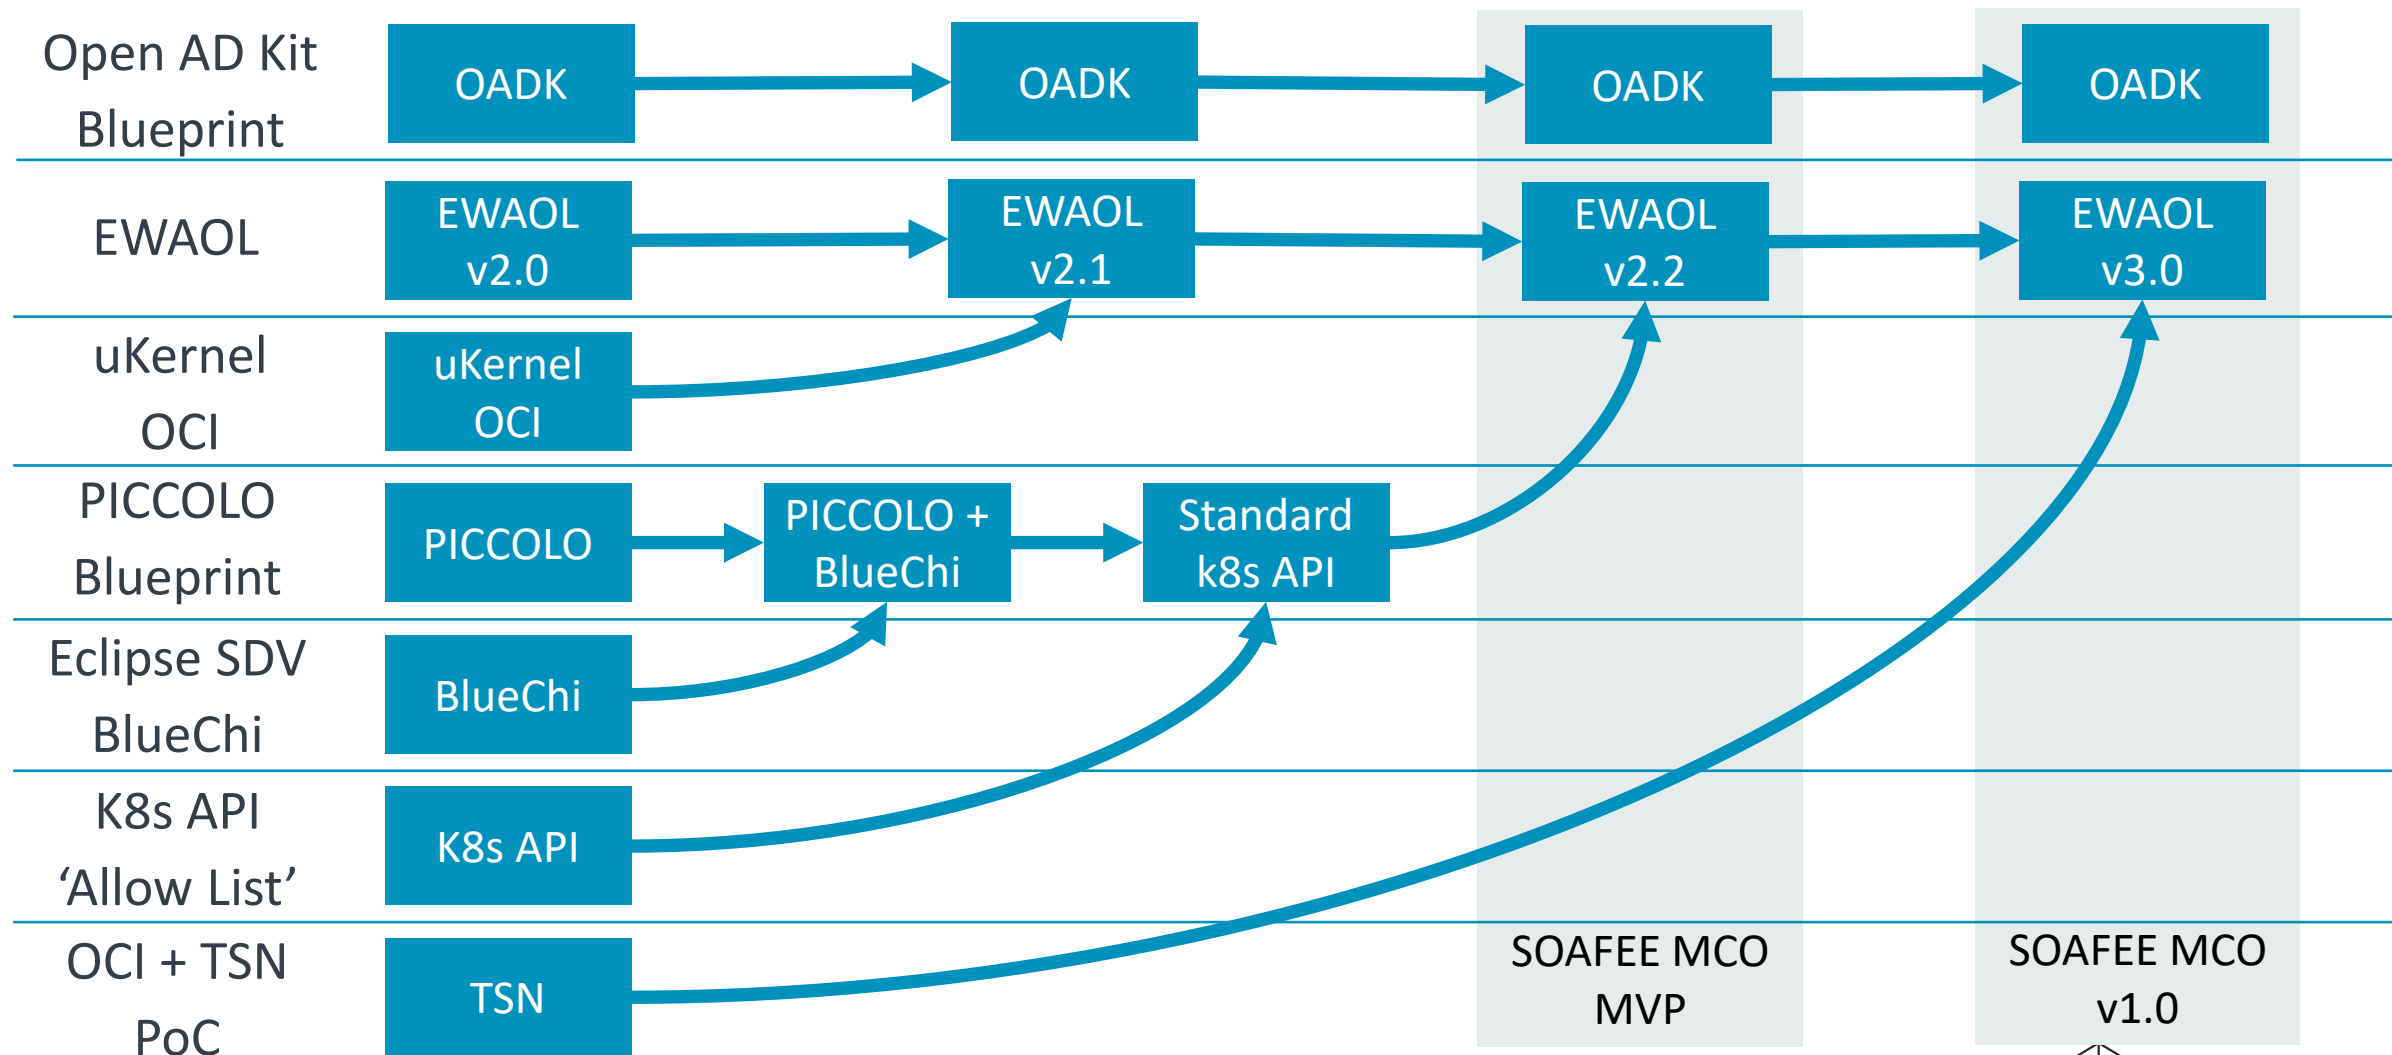 Open AD Kit
Blueprint
OADK
OADK
OADK
OADK
EWAOL
EWAOL
v2.0
EWAOL
v2.1
EWAOL
v2.2
EWAOL
v3.0
uKernel
OCI
uKernel
OCI
PICCOLO
Blueprint
PICCOLO
PICCOLO +
BlueChi
Standard
k8s API
Eclipse SDV
BlueChi
BlueChi
K8s API
‘Allow List’
K8s API
OCI + TSN
PoC
TSN
SOAFEE MCO
MVP
SOAFEE MCO
v1.0